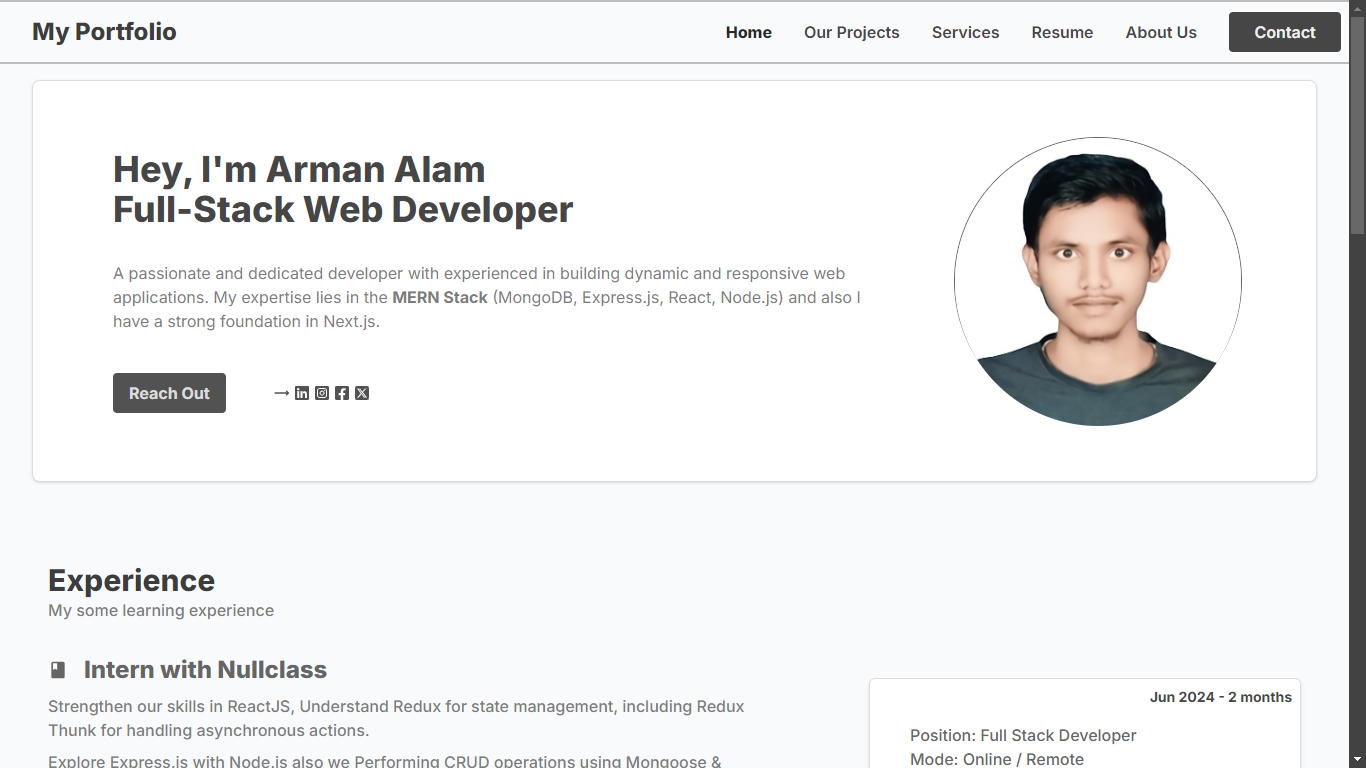 My Portfolio
Home Our Projects Services Resume About Us Contact
Hey, I'm Arman Alam
Full-Stack Web Developer
A passionate and dedicated developer with experienced in building dynamic and responsive web
applications. My expertise lies in the MERN Stack (MongoDB, Express.js, React, Node.js) and also I
have a strong foundation in Next.js.
Reach Out
Experience
My some learning experience
Intern with Nullclass
Strengthen our skills in ReactJS, Understand Redux for state management, including Redux
Thunk for handling asynchronous actions.
Explore Express.js with Node.js also we Performing CRUD operations using Mongoose &
Jun 2024 - 2 months
Position: Full Stack Developer
Mode: Online / Remote